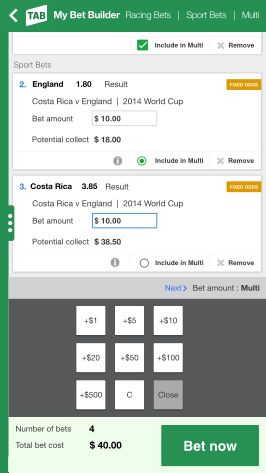 TAB My Bet Builder Racing Bets | Sport Bets | Multi
Include in Multi Remove
Sport Bets
2. England 1.80 Result FIXED ODDS
Costa Rica v England | 2014 World Cup
Bet amount $ 10.00
Potential collect $ 18.00
Include in Multi Remove
3. Costa Rica 3.85 Result FIXED ODDS
Costa Rica v England | 2014 World Cup
Bet amount $ 10.00
Potential collect $ 38.50
Include in Multi Remove
Next Bet amount : Multi
+$1 +$5 +$10
+$20 +$50 +$100
+$500 C Close
Number of bets 4
Total bet cost $ 40.00
Bet now